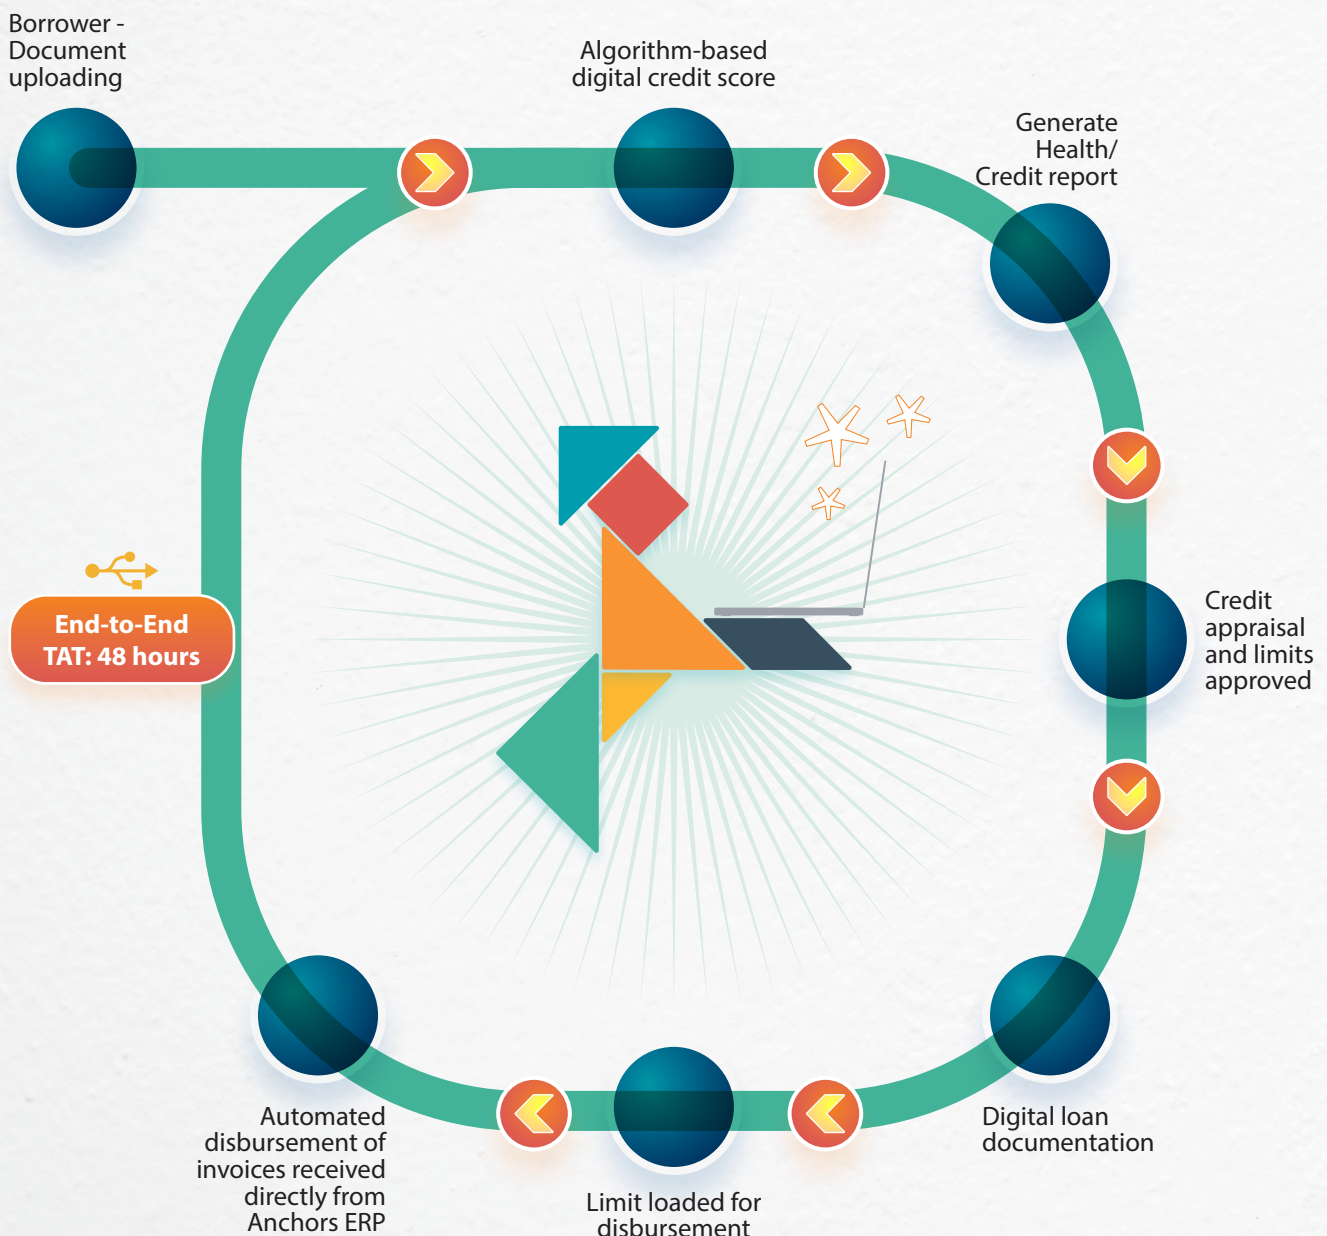 Borrower -
Document
uploading
Algorithm-based
digital credit score
Generate
Health/
Credit report
Credit
appraisal
and limits
approved
End-to-End
TAT: 48 hours
Digital loan
documentation
Limit loaded for
disbursement
Automated
disbursement of
invoices received
directly from
Anchors ERP